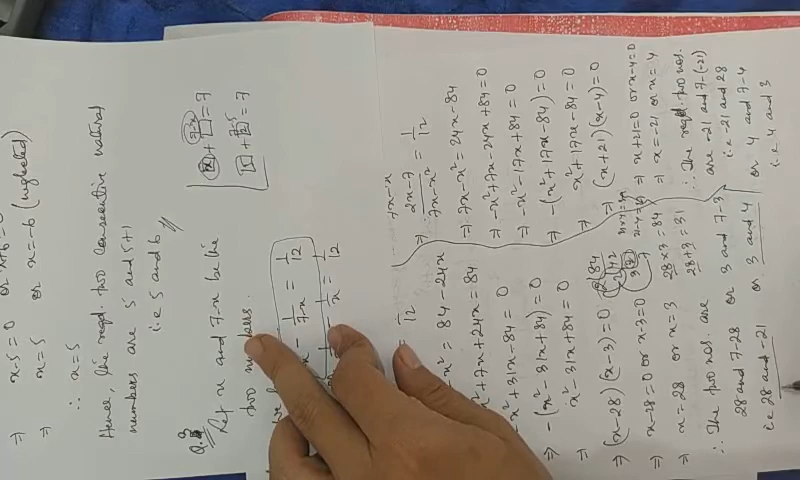 ⇒ x-5=0 or x+6=0
⇒ x=5 or x=-6 (neglected)
∴ x=5
Hence, the reqd. two consecutive natural
numbers are 5 and 5+1
i.e 5 and 6
Q.3
Let x and 7-x be the
two numbers.
x + 7-x = 7
5 + 7-5 = 7
1/7-x = 1/12
1/x = 1/12
= 1/12
x² = 84 - 24x
x² + 7x + 24x = 84
-x² + 31x - 84 = 0
⇒ -(x² - 31x + 84) = 0
⇒ x² - 31x + 84 = 0
⇒ (x-28)(x-3) = 0
⇒ x-28=0 or x-3=0
⇒ x = 28 or x = 3
∴ The two nos. are
28 and 7-28 or 3 and 7-3
i.e 28 and -21 or 3 and 4
28×3 = 84
28+3 = 31
7x-x
⇒ 2x-7/7x-x² = 1/12
⇒ 7x-x² = 24x-84
⇒ -x²+7x-24x+84=0
⇒ -x²-17x+84=0
⇒ -(x²+17x-84)=0
⇒ x²+17x-84=0
⇒ (x+21)(x-4)=0
⇒ x+21=0 or x-4=0
⇒ x=-21 or x=4
∴ The reqd. two nos.
are -21 and 7-(-21)
i.e -21 and 28
or 4 and 7-4
i.e 4 and 3